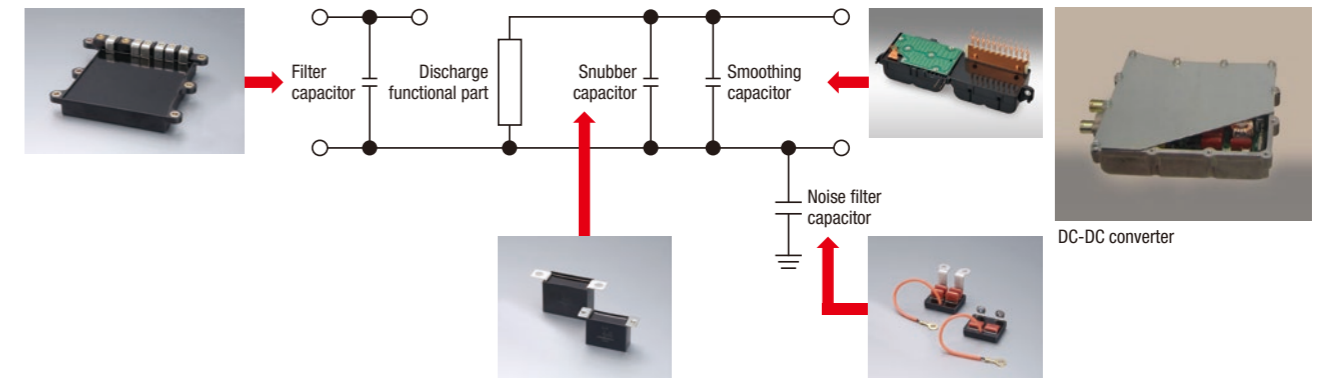 Filter
capacitor
Discharge
functional part
Snubber
capacitor
Smoothing
capacitor
Noise filter
capacitor
DC-DC converter